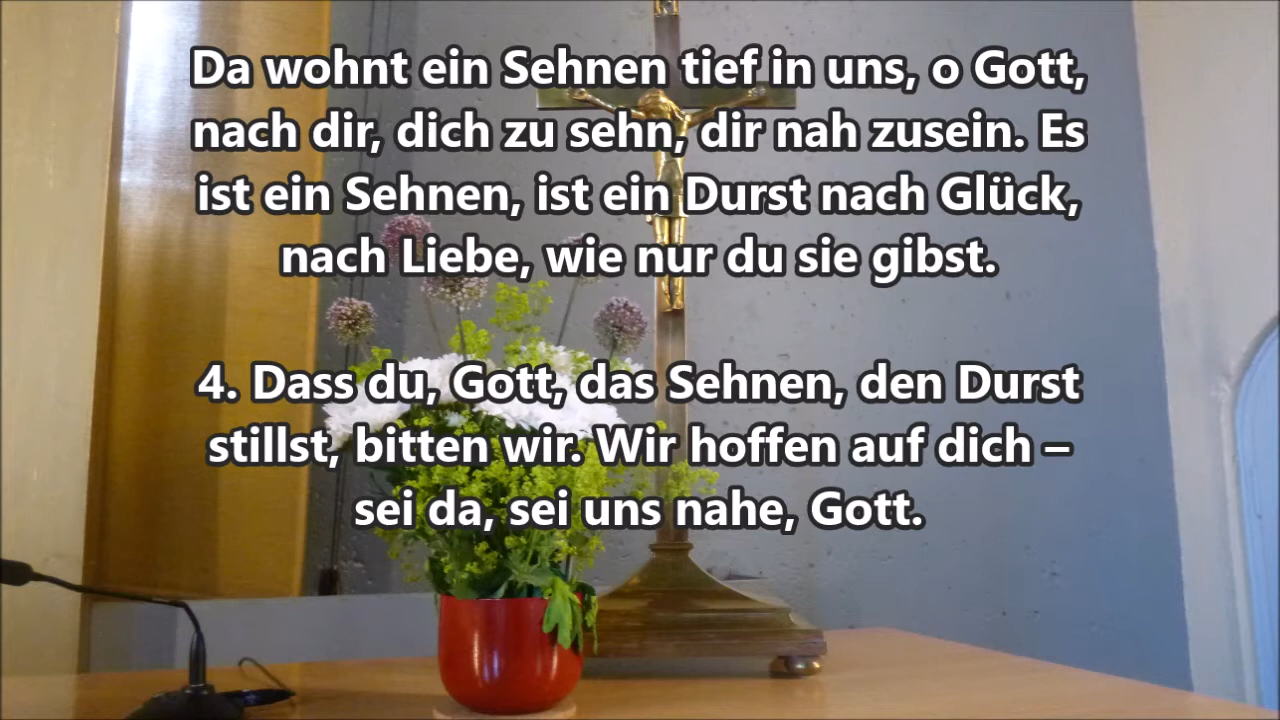 Da wohnt ein Sehnen tief in uns, o Gott,
nach dir, dich zu sehn, dir nah zusein. Es
ist ein Sehnen, ist ein Durst nach Glück,
nach Liebe, wie nur du sie gibst.
4. Dass du, Gott, das Sehnen, den Durst
stillst, bitten wir. Wir hoffen auf dich –
sei da, sei uns nahe, Gott.